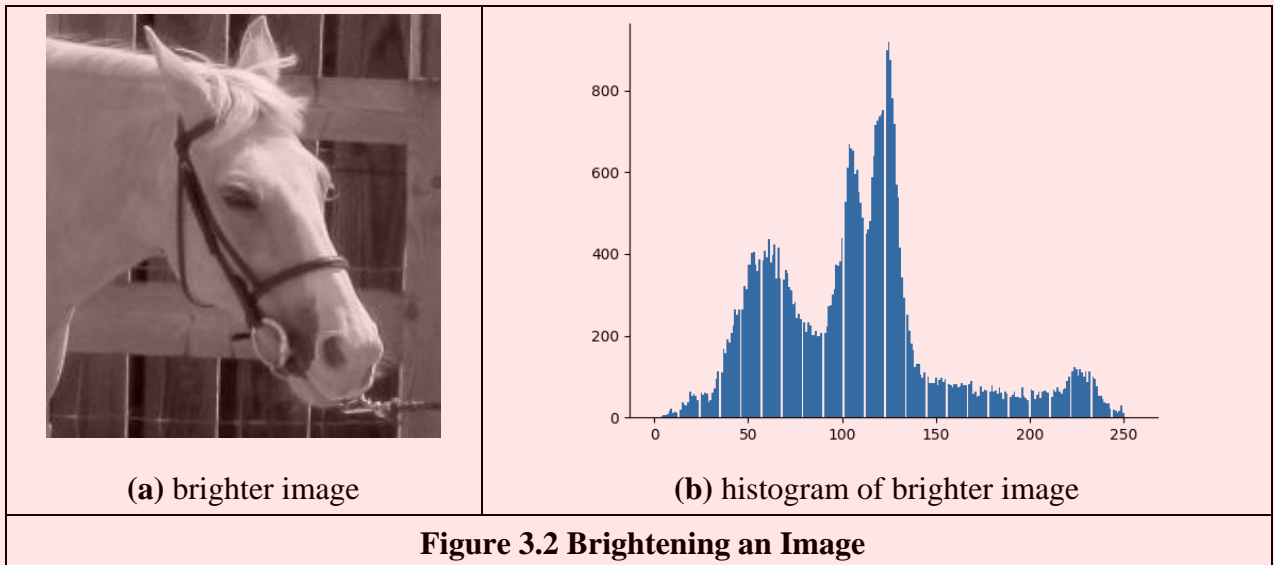 800
600
400
200
0
0 50 100 150 200 250
(a) brighter image
(b) histogram of brighter image
Figure 3.2 Brightening an Image